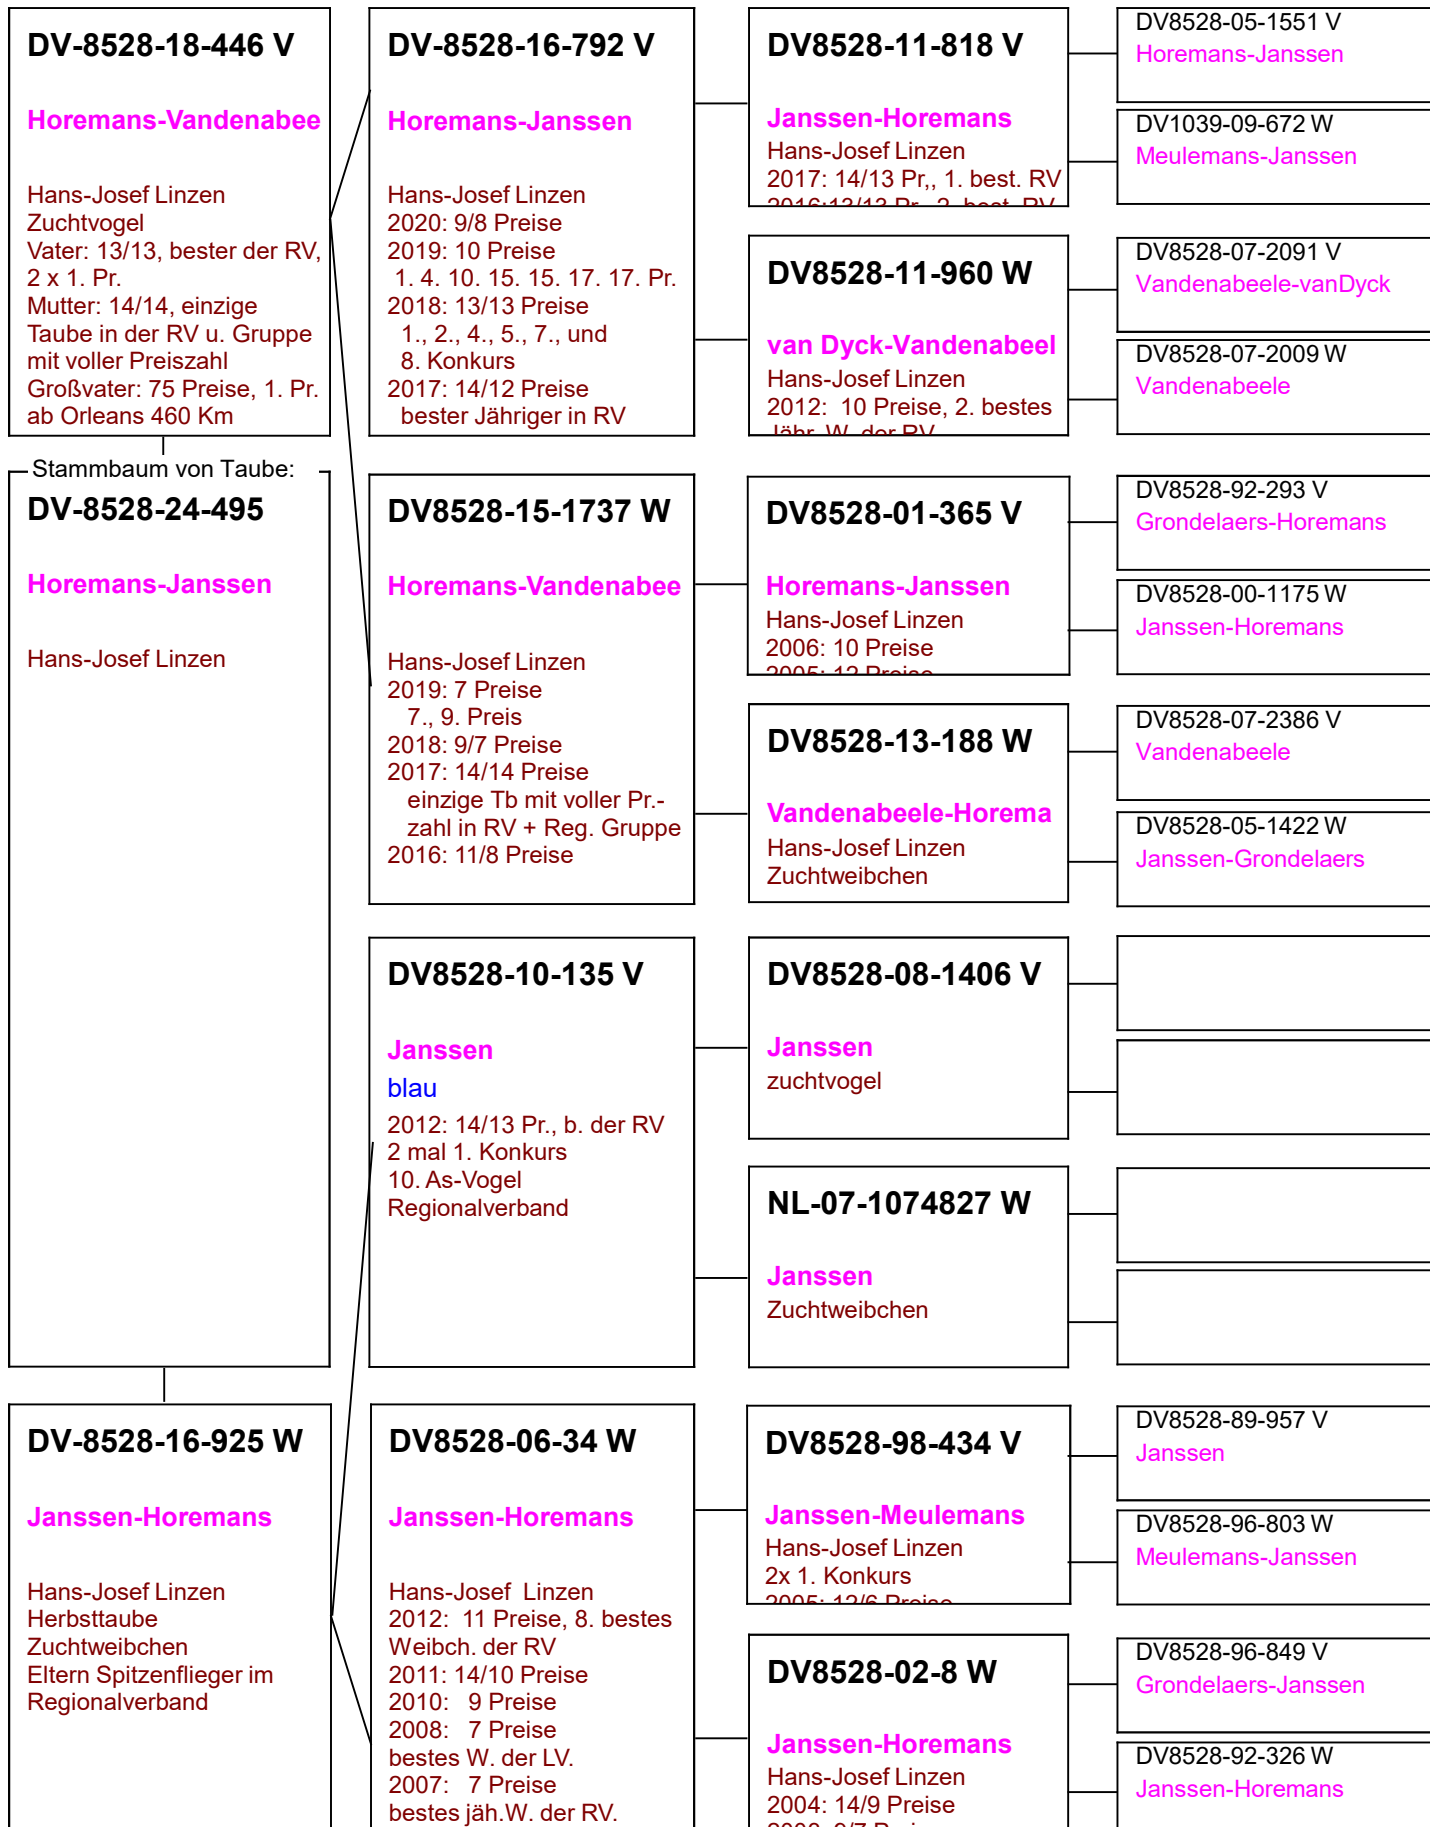 DV-8528-18-446 V
Horemans-Vandenabee
Hans-Josef Linzen
Zuchtvogel
Vater: 13/13, bester der RV,
2 x 1. Pr.
Mutter: 14/14, einzige
Taube in der RV u. Gruppe
mit voller Preiszahl
Großvater: 75 Preise, 1. Pr.
ab Orleans 460 Km
Stammbaum von Taube:
DV-8528-24-495
Horemans-Janssen
Hans-Josef Linzen
DV-8528-16-925 W
Janssen-Horemans
Hans-Josef Linzen
Herbsttaube
Zuchtweibchen
Eltern Spitzenflieger im
Regionalverband
DV-8528-16-792 V
Horemans-Janssen
Hans-Josef Linzen
2020: 9/8 Preise
2019: 10 Preise
1. 4. 10. 15. 15. 17. 17. Pr.
2018: 13/13 Preise
1., 2., 4., 5., 7., und
8. Konkurs
2017: 14/12 Preise
bester Jähriger in RV
DV8528-15-1737 W
Horemans-Vandenabee
Hans-Josef Linzen
2019: 7 Preise
7., 9. Preis
2018: 9/7 Preise
2017: 14/14 Preise
einzige Tb mit voller Pr.-
zahl in RV + Reg. Gruppe
2016: 11/8 Preise
DV8528-10-135 V
Janssen
blau
2012: 14/13 Pr., b. der RV
2 mal 1. Konkurs
10. As-Vogel
Regionalverband
DV8528-06-34 W
Janssen-Horemans
Hans-Josef Linzen
2012: 11 Preise, 8. bestes
Weibch. der RV
2011: 14/10 Preise
2010: 9 Preise
2008: 7 Preise
bestes W. der LV.
2007: 7 Preise
bestes jäh.W. der RV.
DV8528-11-818 V
Janssen-Horemans
Hans-Josef Linzen
2017: 14/13 Pr,, 1. best. RV
2016:13/13 Pr., 2. best. RV
DV8528-11-960 W
van Dyck-Vandenabeel
Hans-Josef Linzen
2012: 10 Preise, 2. bestes
Jähr. W. der RV
DV8528-01-365 V
Horemans-Janssen
Hans-Josef Linzen
2006: 10 Preise
2005: 12 Preise
DV8528-13-188 W
Vandenabeele-Horema
Hans-Josef Linzen
Zuchtweibchen
DV8528-08-1406 V
Janssen
zuchtvogel
NL-07-1074827 W
Janssen
Zuchtweibchen
DV8528-98-434 V
Janssen-Meulemans
Hans-Josef Linzen
2x 1. Konkurs
2005: 12/6 Preise
DV8528-02-8 W
Janssen-Horemans
Hans-Josef Linzen
2004: 14/9 Preise
DV8528-05-1551 V
Horemans-Janssen
DV1039-09-672 W
Meulemans-Janssen
DV8528-07-2091 V
Vandenabeele-vanDyck
DV8528-07-2009 W
Vandenabeele
DV8528-92-293 V
Grondelaers-Horemans
DV8528-00-1175 W
Janssen-Horemans
DV8528-07-2386 V
Vandenabeele
DV8528-05-1422 W
Janssen-Grondelaers
DV8528-89-957 V
Janssen
DV8528-96-803 W
Meulemans-Janssen
DV8528-96-849 V
Grondelaers-Janssen
DV8528-92-326 W
Janssen-Horemans